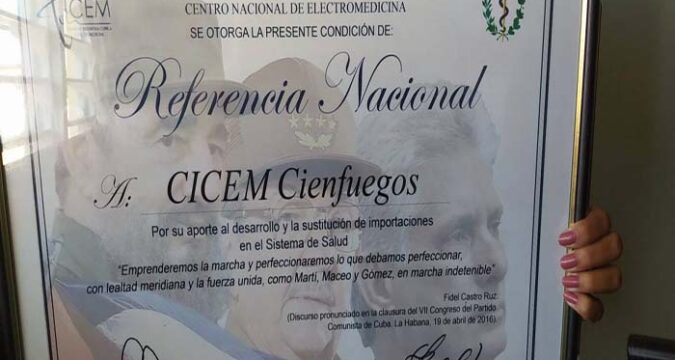 CEM
CENTRO NACIONAL DE ELECTROMEDICINA
SE OTORGA LA PRESENTE CONDICIÓN DE:
Referencia Nacional
A: CICEM Cienfuegos
Por su aporte al desarrollo y la sustitución de importaciones
en el Sistema de Salud
"Emprenderemos la marcha y perfeccionaremos lo que debamos perfeccionar,
con lealtad meridiana y la fuerza unida, como Martí, Maceo y Gómez, en marcha indetenible"
Fidel Castro Ruz
(Discurso pronunciado en la clausura del VII Congreso del Partido
Comunista de Cuba. La Habana, 19 de abril de 2016)